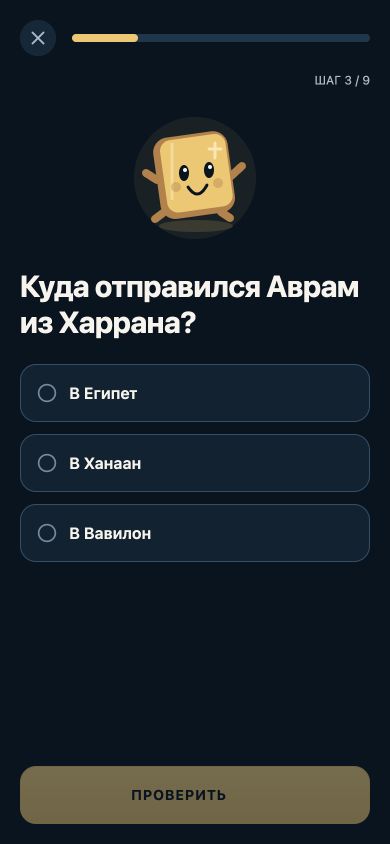 ШАГ 3 / 9
Куда отправился Аврам
из Харрана?
В Египет
В Ханаан
В Вавилон
ПРОВЕРИТЬ